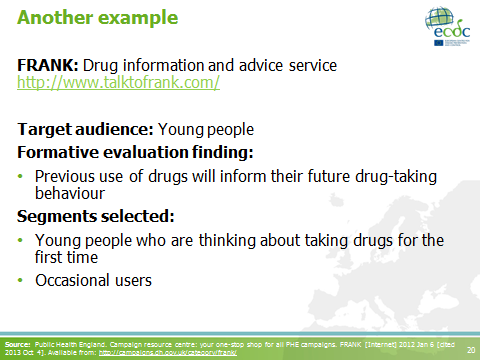 Another example
ecdc
FRANK: Drug information and advice service
http://www.talktofrank.com/
Target audience: Young people
Formative evaluation finding:
• Previous use of drugs will inform their future drug-taking
behaviour
Segments selected:
• Young people who are thinking about taking drugs for the
first time
• Occasional users
Source: Public Health England. Campaign resource centre: your one-stop shop for all PHE campaigns. FRANK [Internet] 2012 Jan 6 [cited
2013 Oct 4]. Available from: http://campaigns.dh.gov.uk/category/frank/
20